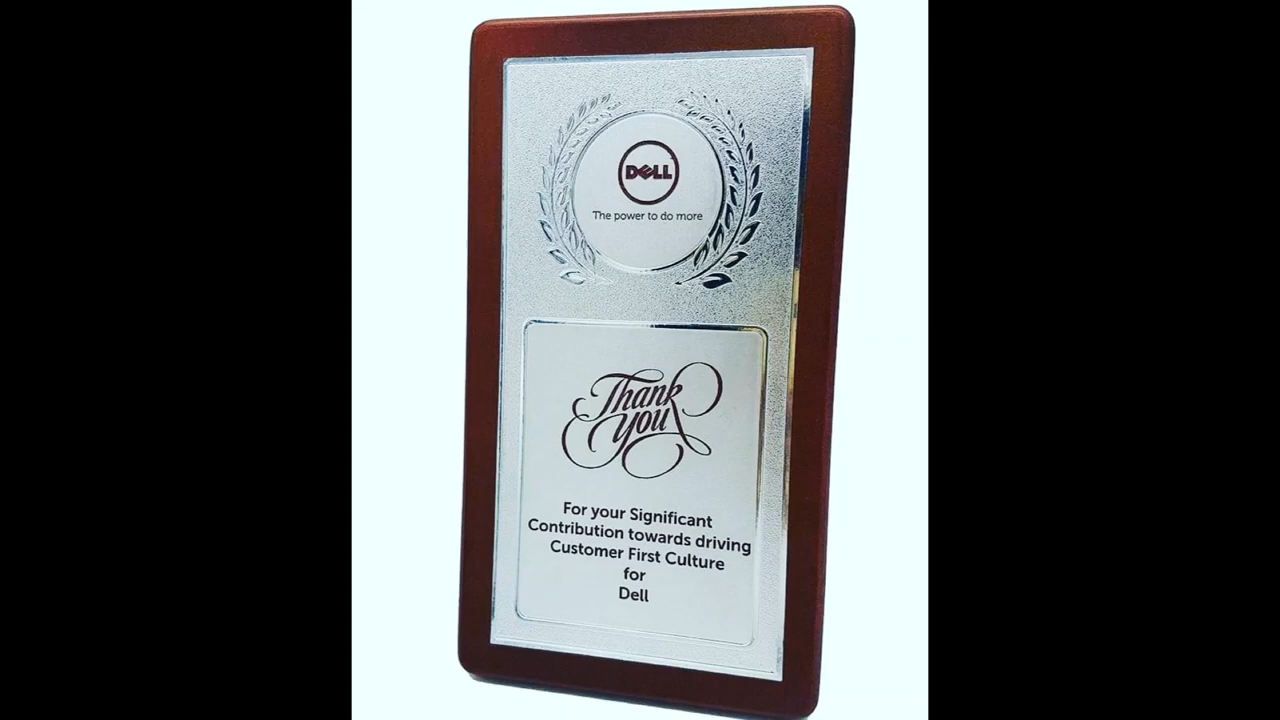 DELL
The power to do more
Thank
You
For your Significant
Contribution towards driving
Customer First Culture
for
Dell